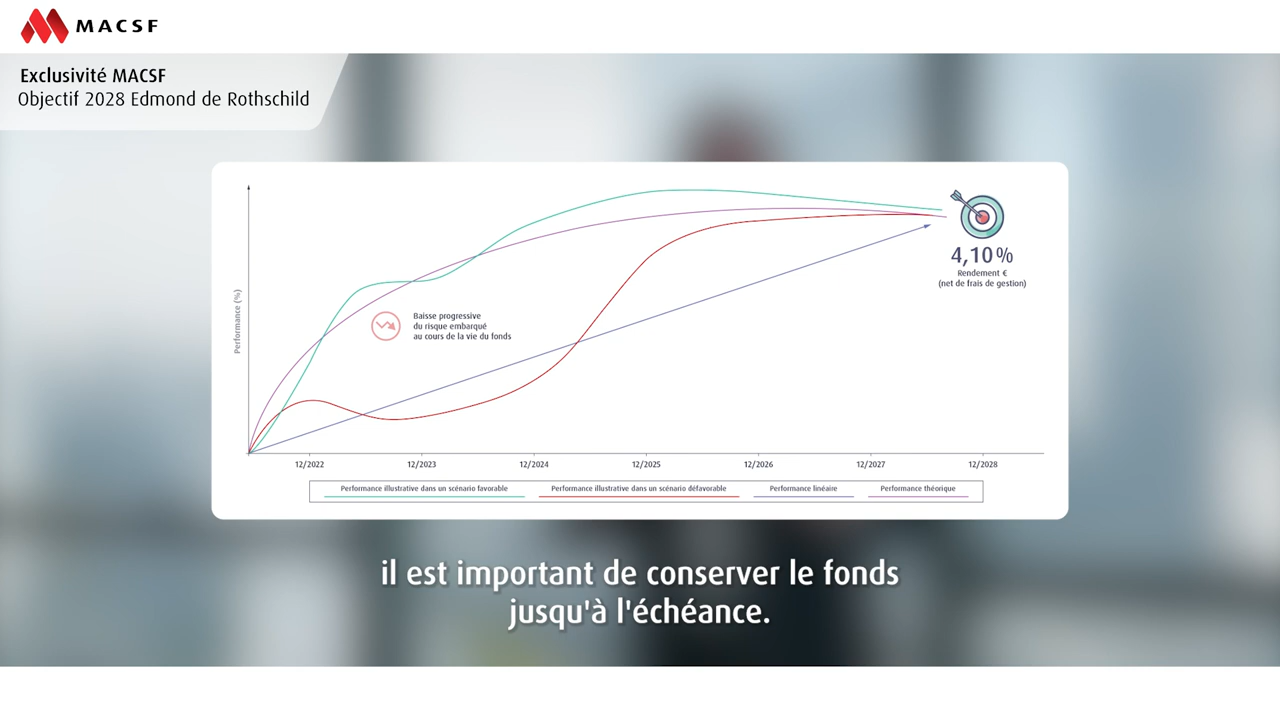 MACSF
Exclusivité MACSF
Objectif 2028 Edmond de Rothschild
4,10 %
Rendement €
(net de frais de gestion)
Performance (%)
Baisse progressive
du risque embarqué
au cours de la vie du fonds
12/2022 12/2023 12/2024 12/2025 12/2026 12/2027 12/2028
Performance illustrative dans un scénario favorable Performance illustrative dans un scénario défavorable Performance linéaire Performance théorique
il est important de conserver le fonds
jusqu'à l'échéance.